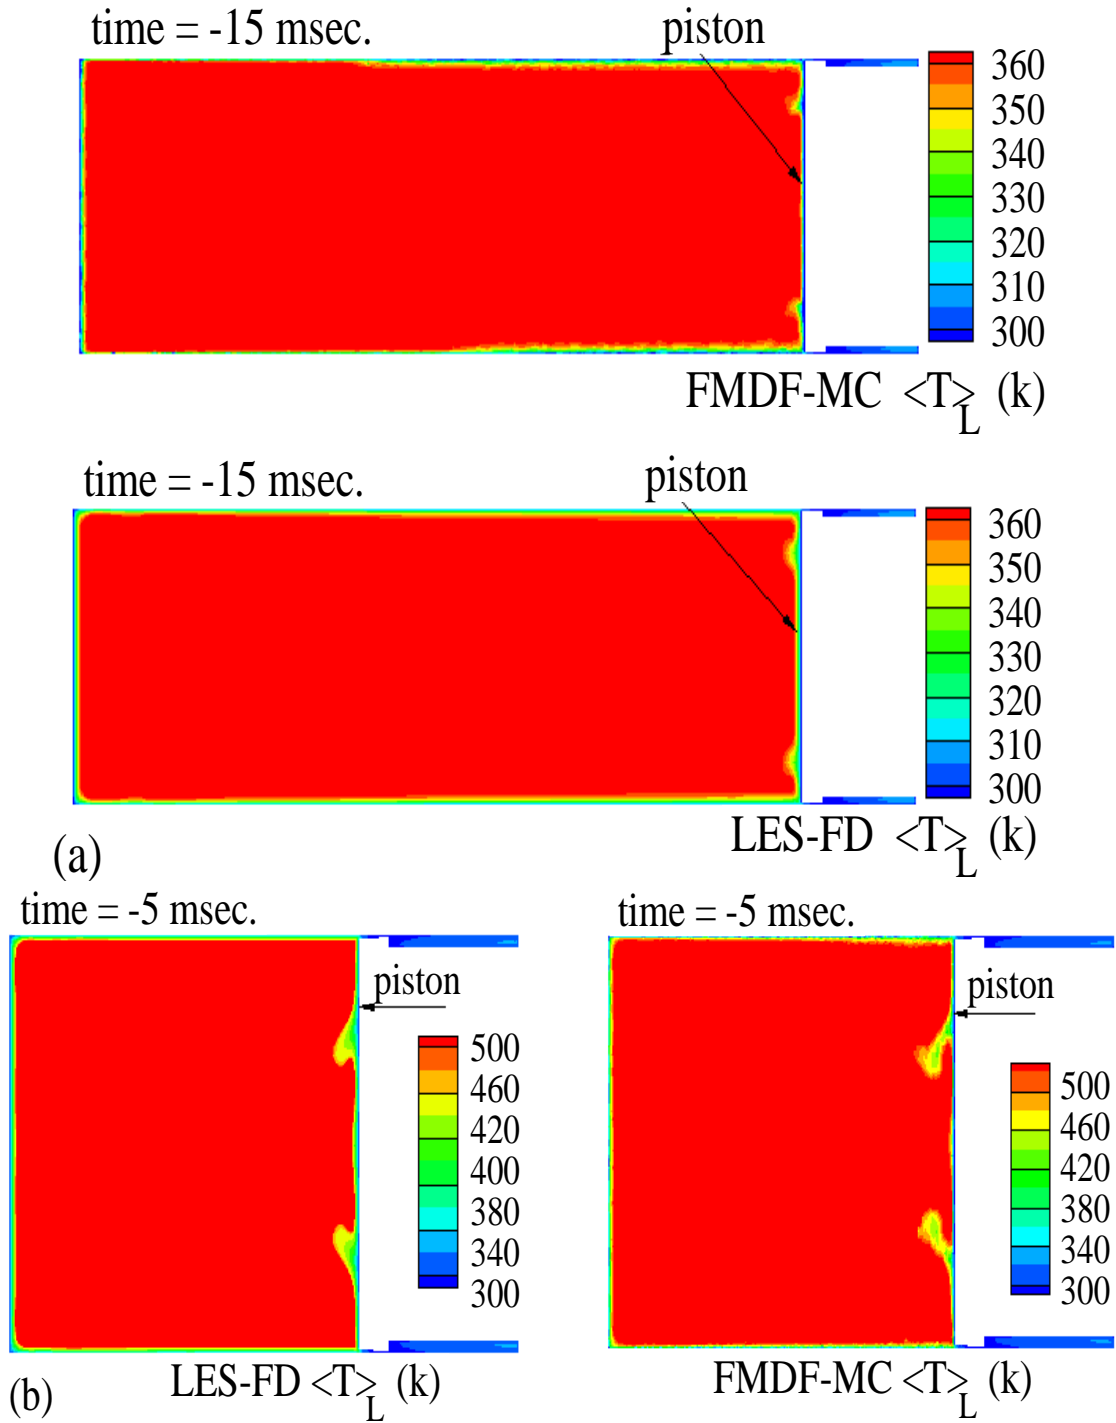 time = -15 msec.
piston
360
350
340
330
320
310
300
FMDF-MC <T>L (k)
time = -15 msec.
piston
360
350
340
330
320
310
300
LES-FD <T>L (k)
(a)
time = -5 msec.
piston
500
460
420
400
380
340
300
LES-FD <T>L (k)
(b)
time = -5 msec.
piston
500
460
420
380
340
300
FMDF-MC <T>L (k)